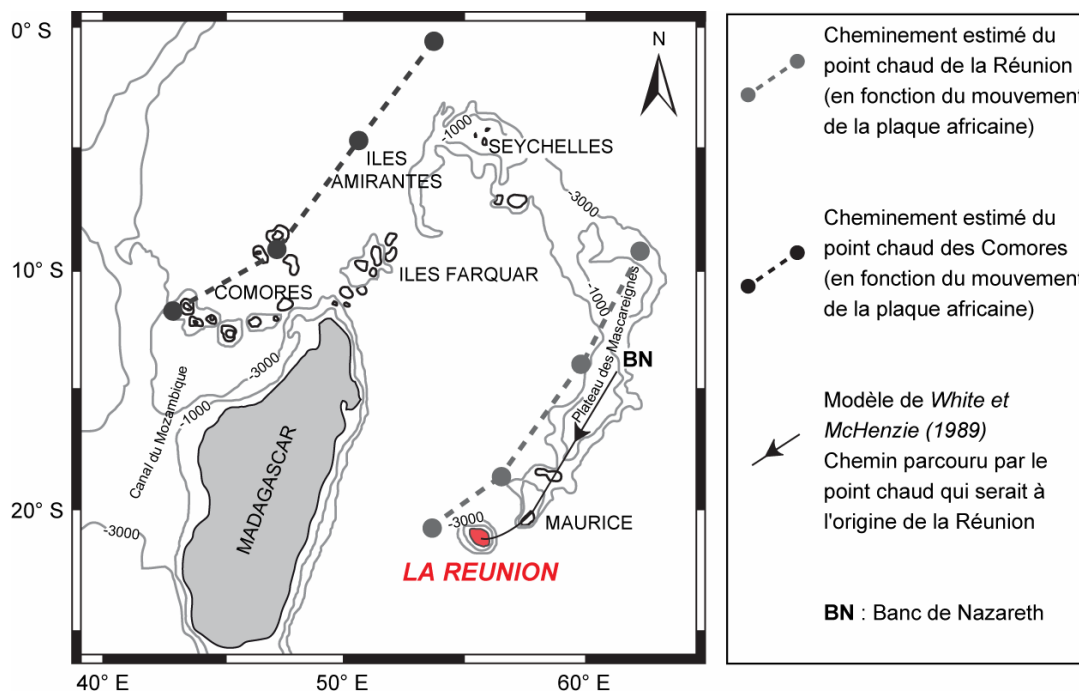 0° S
10° S
20° S
40° E
50° E
60° E
N
-1000
SEYCHELLES
ILES
AMIRANTES
-3000
ILES FARQUAR
COMORES
-1000
Plateau des Mascareignes
BN
-3000
-1000
Canal du Mozambique
MADAGASCAR
-3000
-3000
MAURICE
LA REUNION
Cheminement estimé du
point chaud de la Réunion
(en fonction du mouvement
de la plaque africaine)
Cheminement estimé du
point chaud des Comores
(en fonction du mouvement
de la plaque africaine)
Modèle de White et
McHenzie (1989)
Chemin parcouru par le
point chaud qui serait à
l'origine de la Réunion
BN : Banc de Nazareth